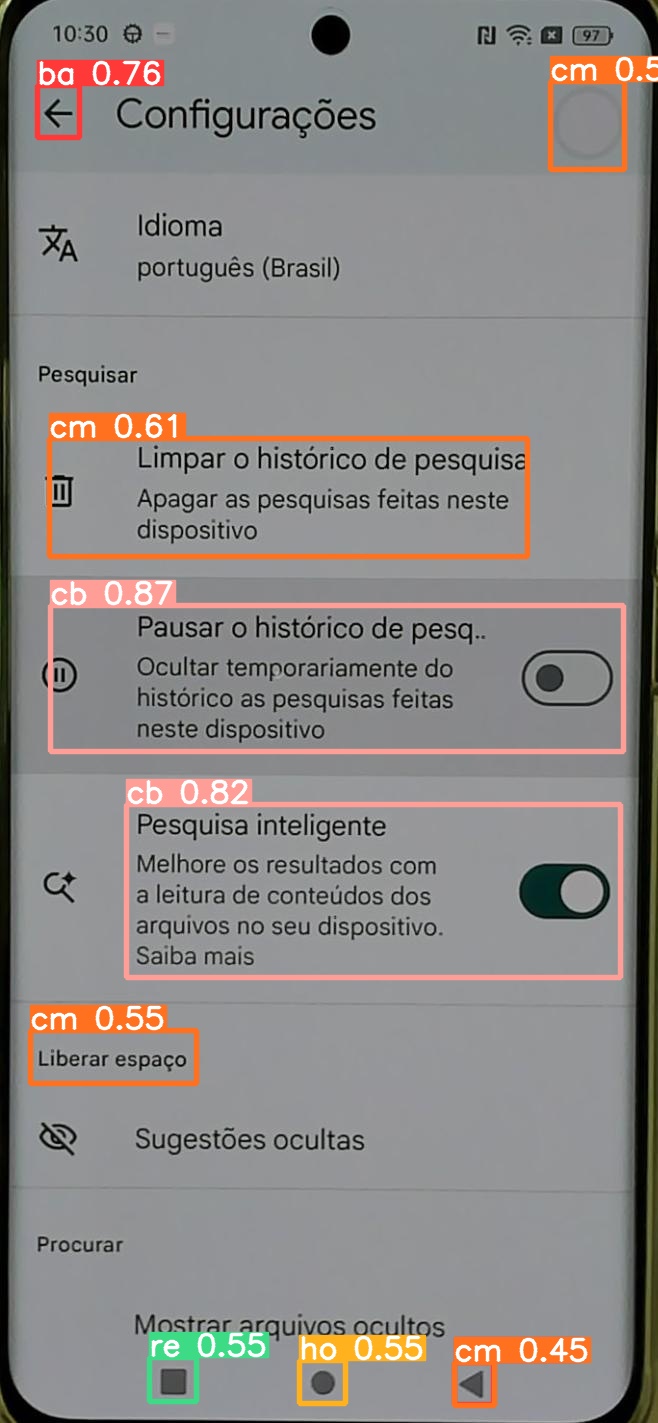 10:30
97
ba 0.76
cm 0.5
Configurações
Idioma
português (Brasil)
Pesquisar
cm 0.61
Limpar o histórico de pesquisa
Apagar as pesquisas feitas neste
dispositivo
cb 0.87
Pausar o histórico de pesq..
Ocultar temporariamente do
histórico as pesquisas feitas
neste dispositivo
cb 0.82
Pesquisa inteligente
Melhore os resultados com
a leitura de conteúdos dos
arquivos no seu dispositivo.
Saiba mais
cm 0.55
Liberar espaço
Sugestões ocultas
Procurar
Mostrar arquivos ocultos
re 0.55
ho 0.55
cm 0.45